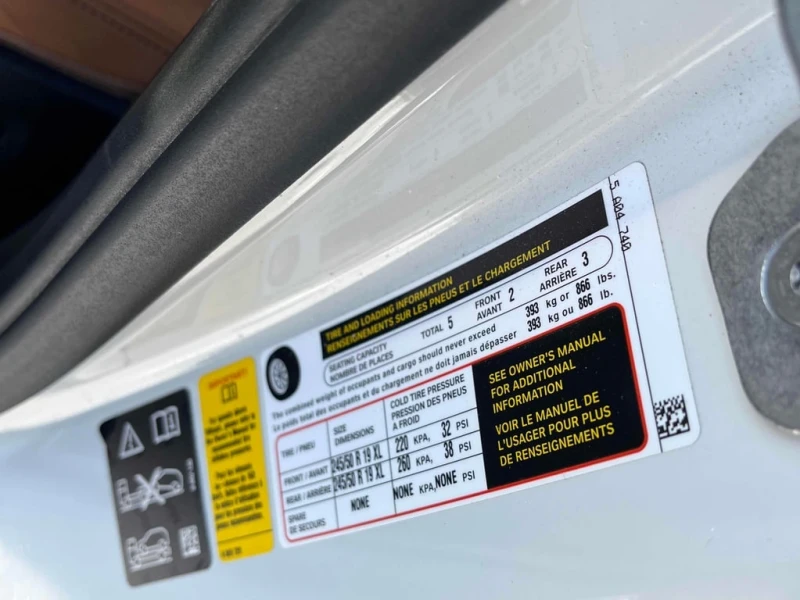 TIRE AND LOADING INFORMATION
RENSEIGNEMENTS SUR LES PNEUS ET LE CHARGEMENT
SEATING CAPACITY
NOMBRE DE PLACES
TOTAL 5
FRONT
AVANT 2
REAR
ARRIÈRE 3
The combined weight of occupants and cargo should never exceed 393 kg or 866 lbs.
Le poids total des occupants et du chargement ne doit jamais dépasser 393 kg ou 866 lb.
TIRE / PNEU
SIZE
DIMENSIONS
COLD TIRE PRESSURE
PRESSION DES PNEUS
A FROID
FRONT / AVANT 245/50 R 19 XL 220 KPA, 32 PSI
REAR / ARRIÈRE 245/50 R 19 XL 260 KPA, 38 PSI
SPARE
DE SECOURS
NONE NONE KPA, NONE PSI
SEE OWNER'S MANUAL
FOR ADDITIONAL
INFORMATION
VOIR LE MANUEL DE
L'USAGER POUR PLUS
DE RENSEIGNEMENTS
5 A04 740